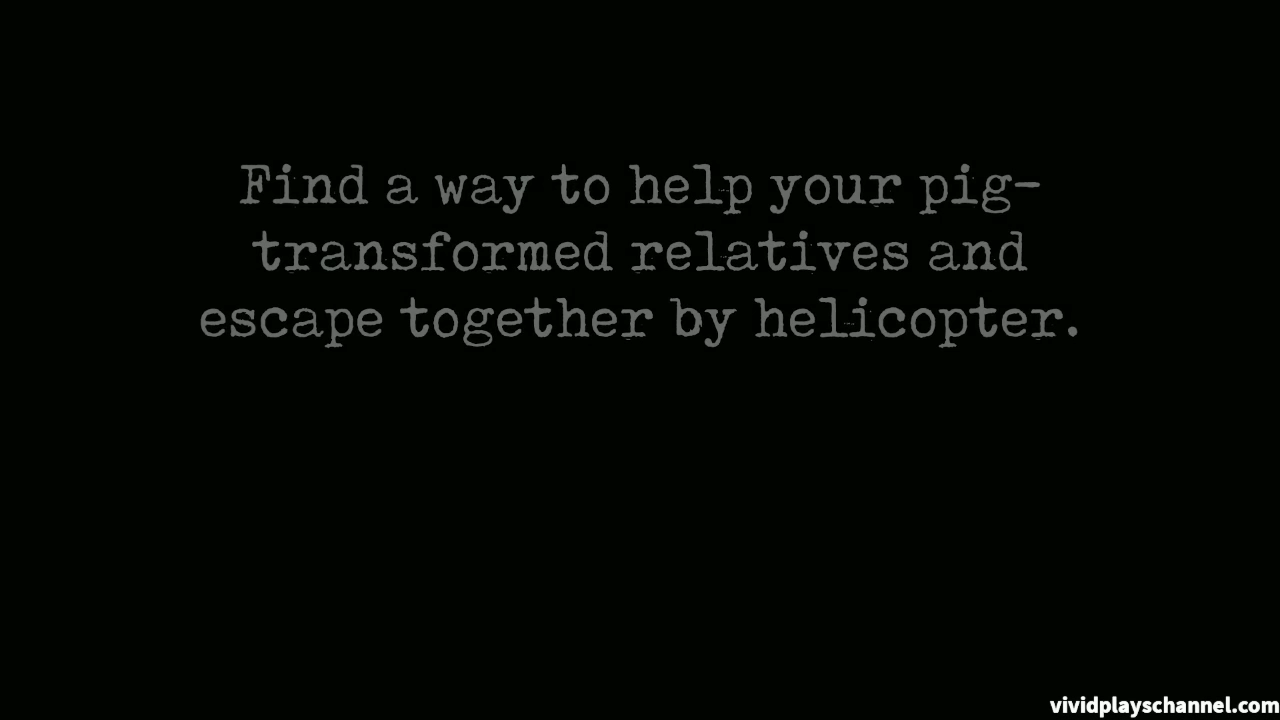 Find a way to help your pig-
transformed relatives and
escape together by helicopter.
vividplayschannel.com